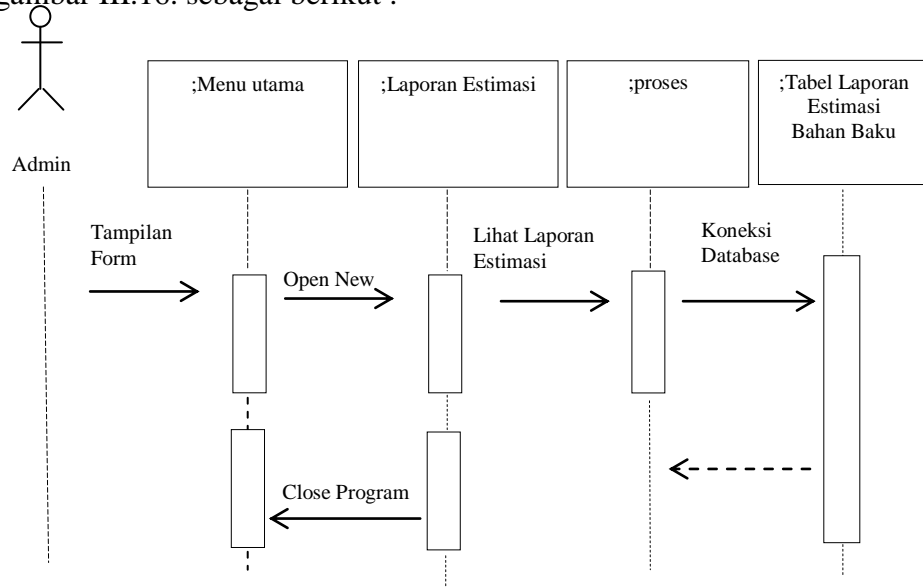 gambar III.16. sebagai berikut :
;Menu utama
;Laporan Estimasi
;proses
;Tabel Laporan
Estimasi
Bahan Baku
Admin
Tampilan
Form
Open New
Lihat Laporan
Estimasi
Koneksi
Database
Close Program